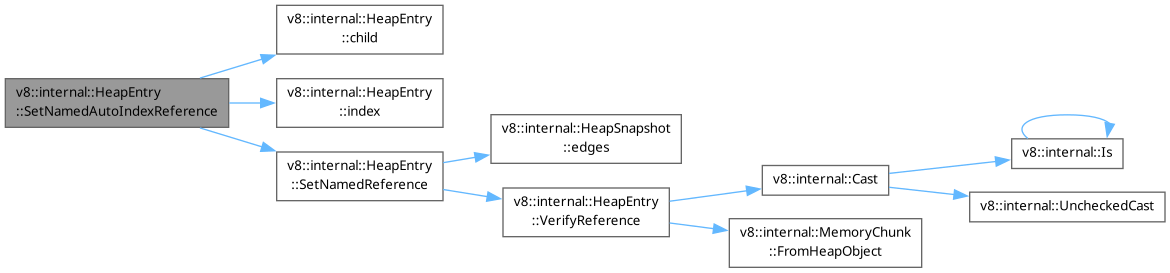 v8::internal::HeapEntry
::SetNamedAutoIndexReference
v8::internal::HeapEntry
::child
v8::internal::HeapEntry
::index
v8::internal::HeapEntry
::SetNamedReference
v8::internal::HeapSnapshot
::edges
v8::internal::HeapEntry
::VerifyReference
v8::internal::Cast
v8::internal::MemoryChunk
::FromHeapObject
v8::internal::Is
v8::internal::UncheckedCast